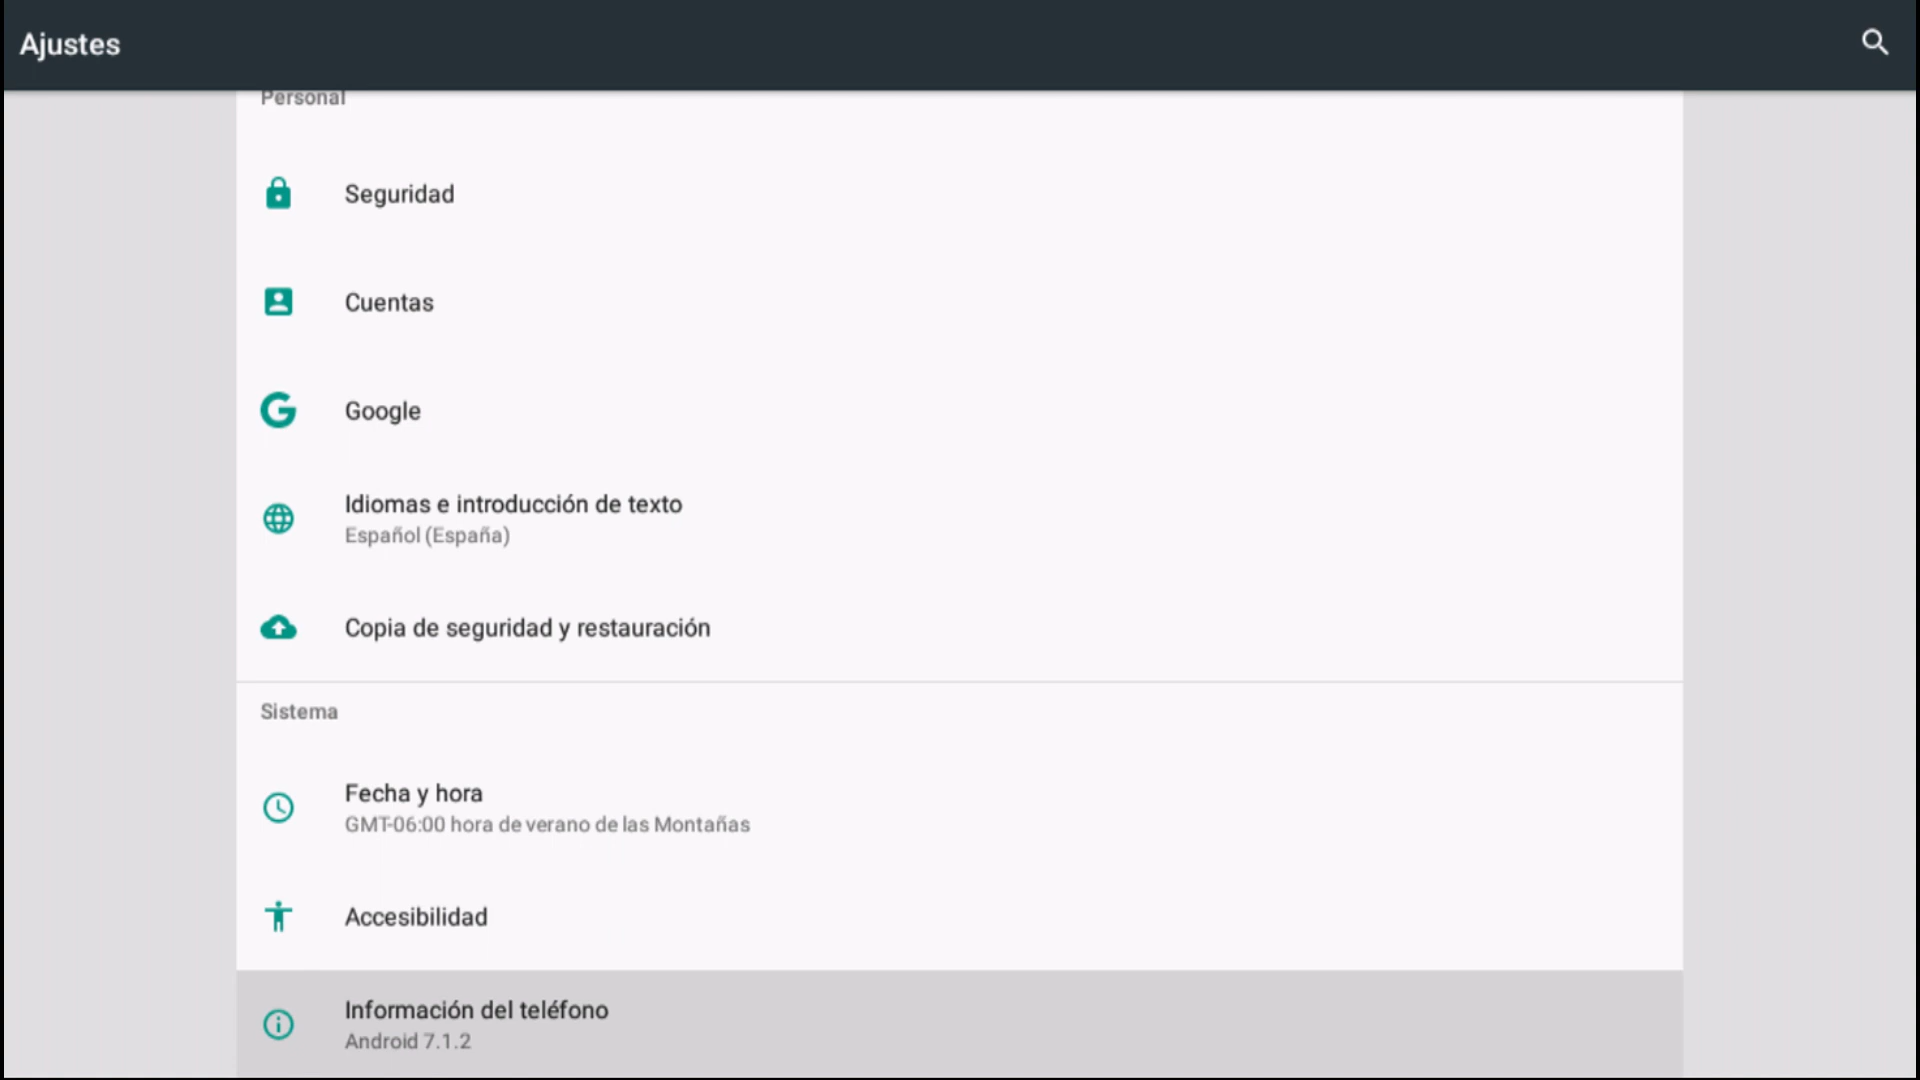 Ajustes
Personal
Seguridad
Cuentas
Google
Idiomas e introducción de texto
Español (España)
Copia de seguridad y restauración
Sistema
Fecha y hora
GMT-06:00 hora de verano de las Montañas
Accesibilidad
Información del teléfono
Android 7.1.2